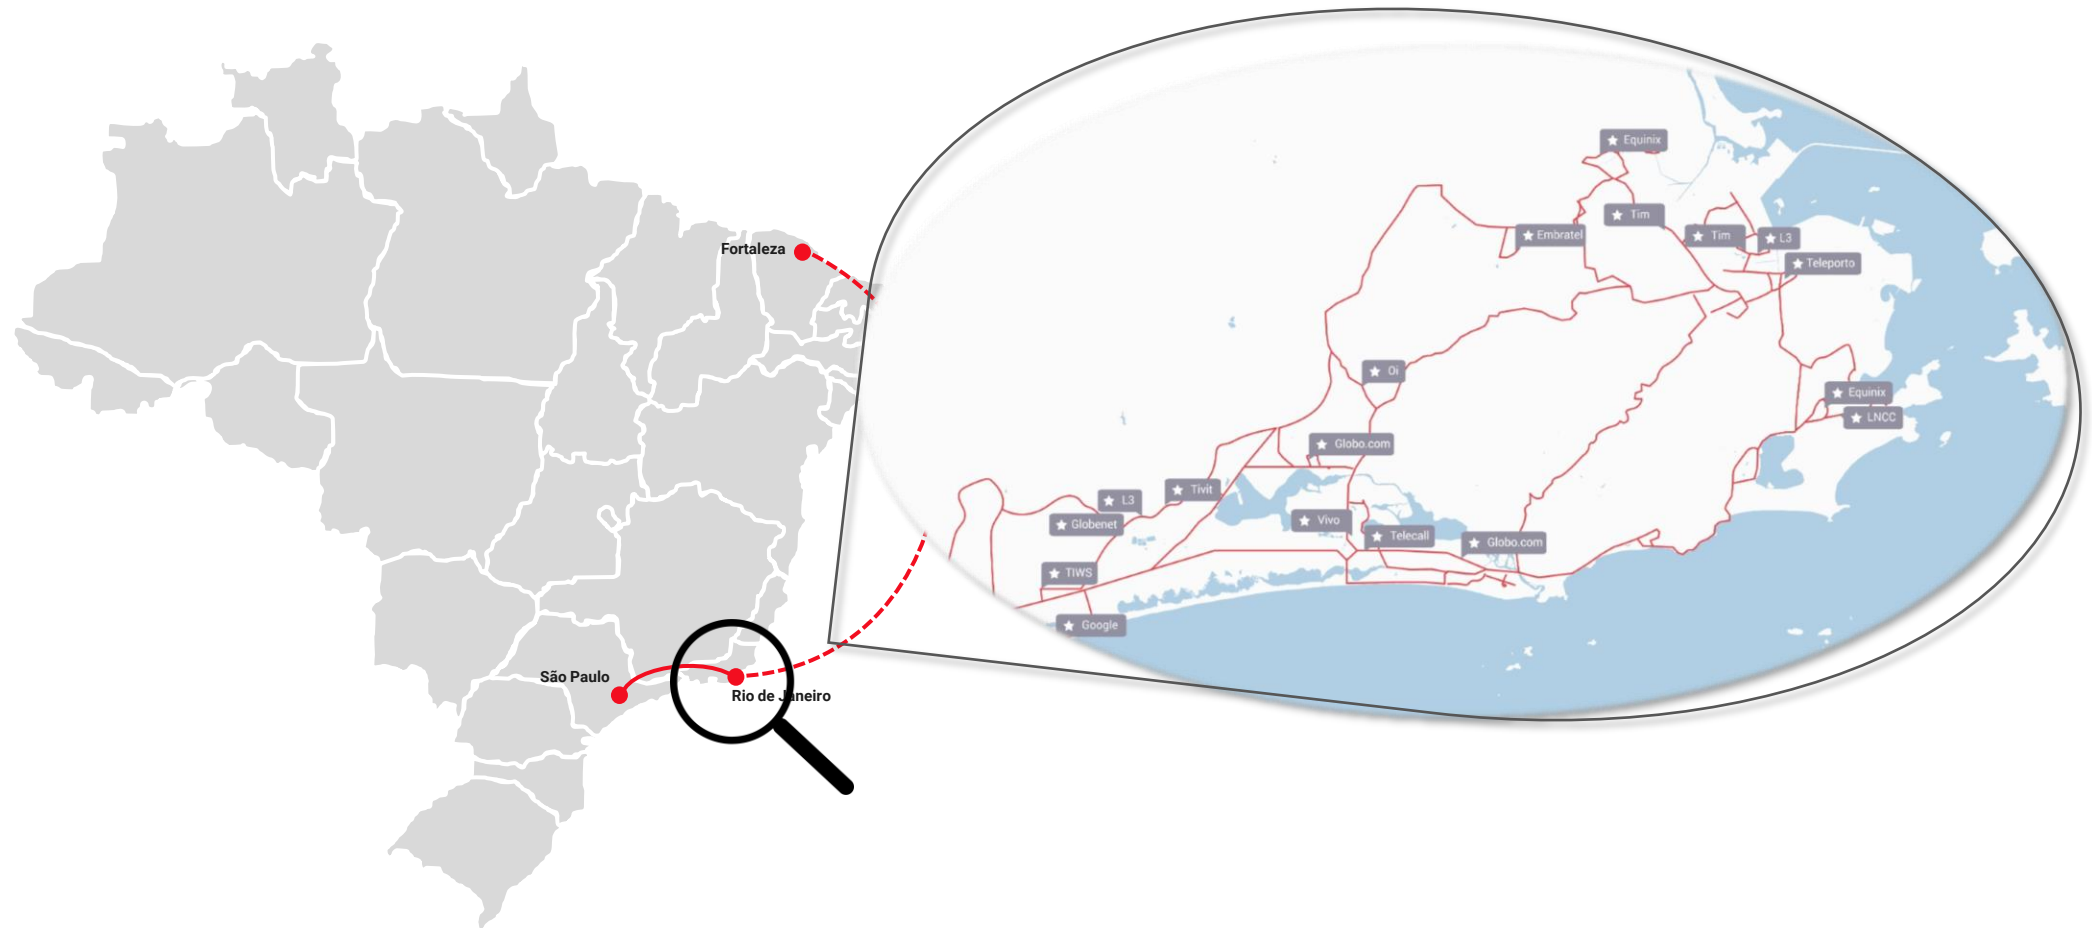 Fortaleza
São Paulo
Rio de Janeiro
Equinix
Tim
Embratel
Tim
L3
Teleporto
Oi
Equinix
LNCC
Globo.com
Tivit
L3
Globenet
Vivo
Telecall
Globo.com
TIWS
Google